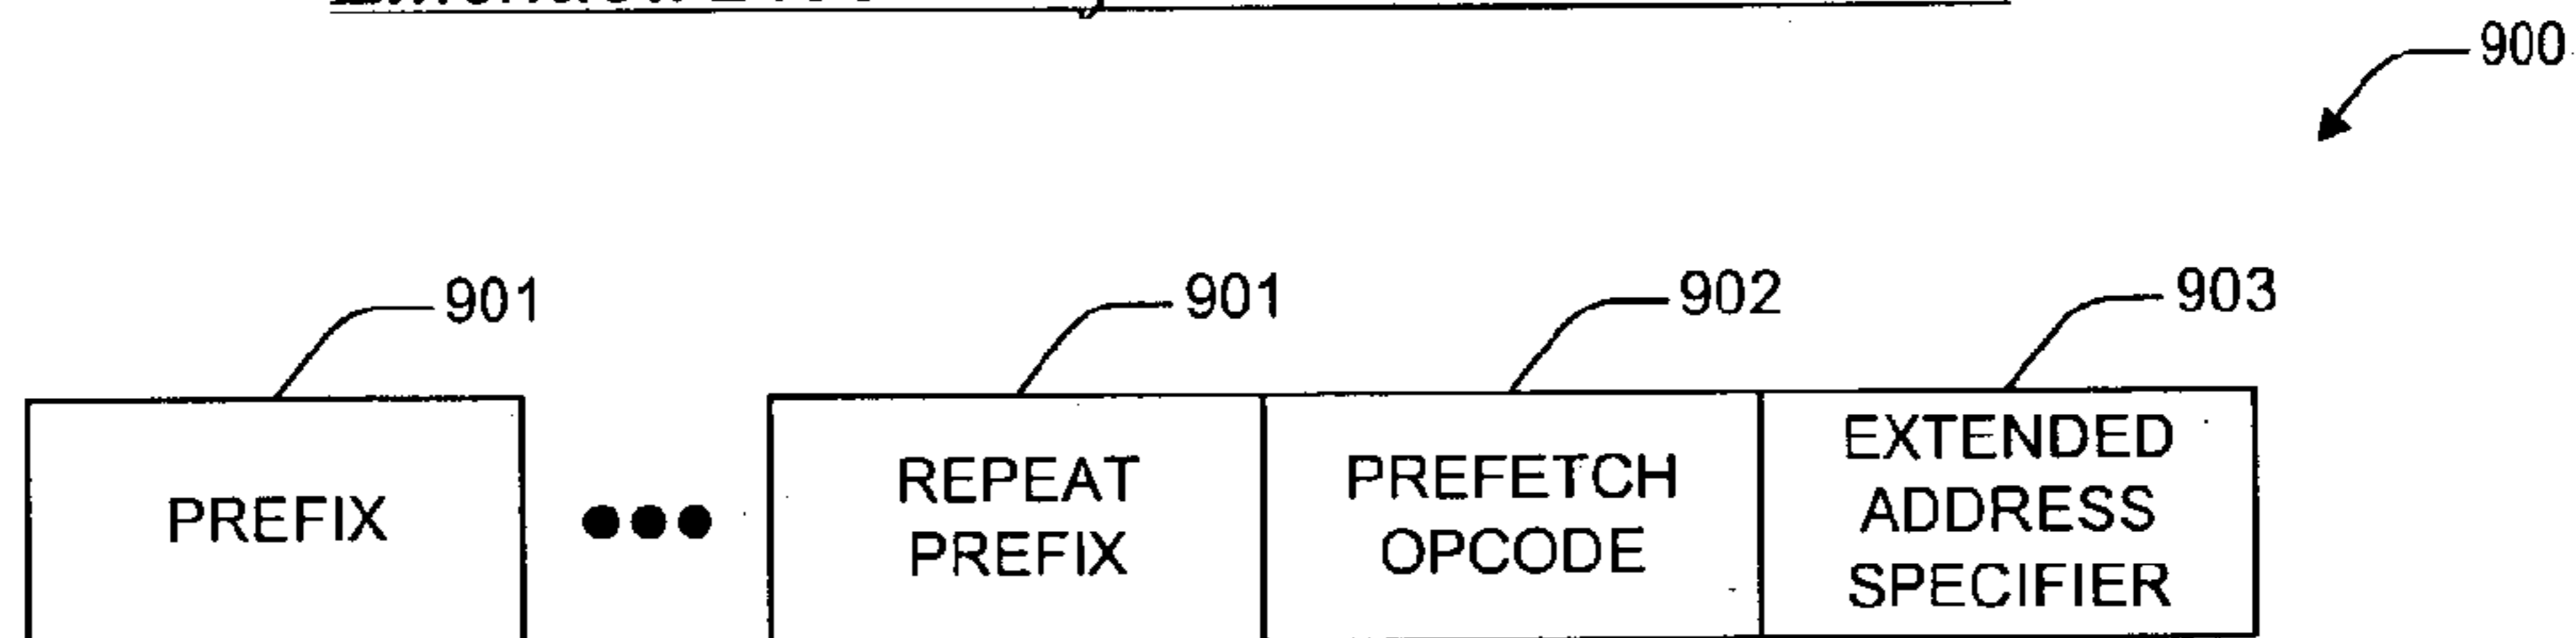 900
901
901
902
903
PREFIX
REPEAT
PREFIX
PREFETCH
OPCODE
EXTENDED
ADDRESS
SPECIFIER